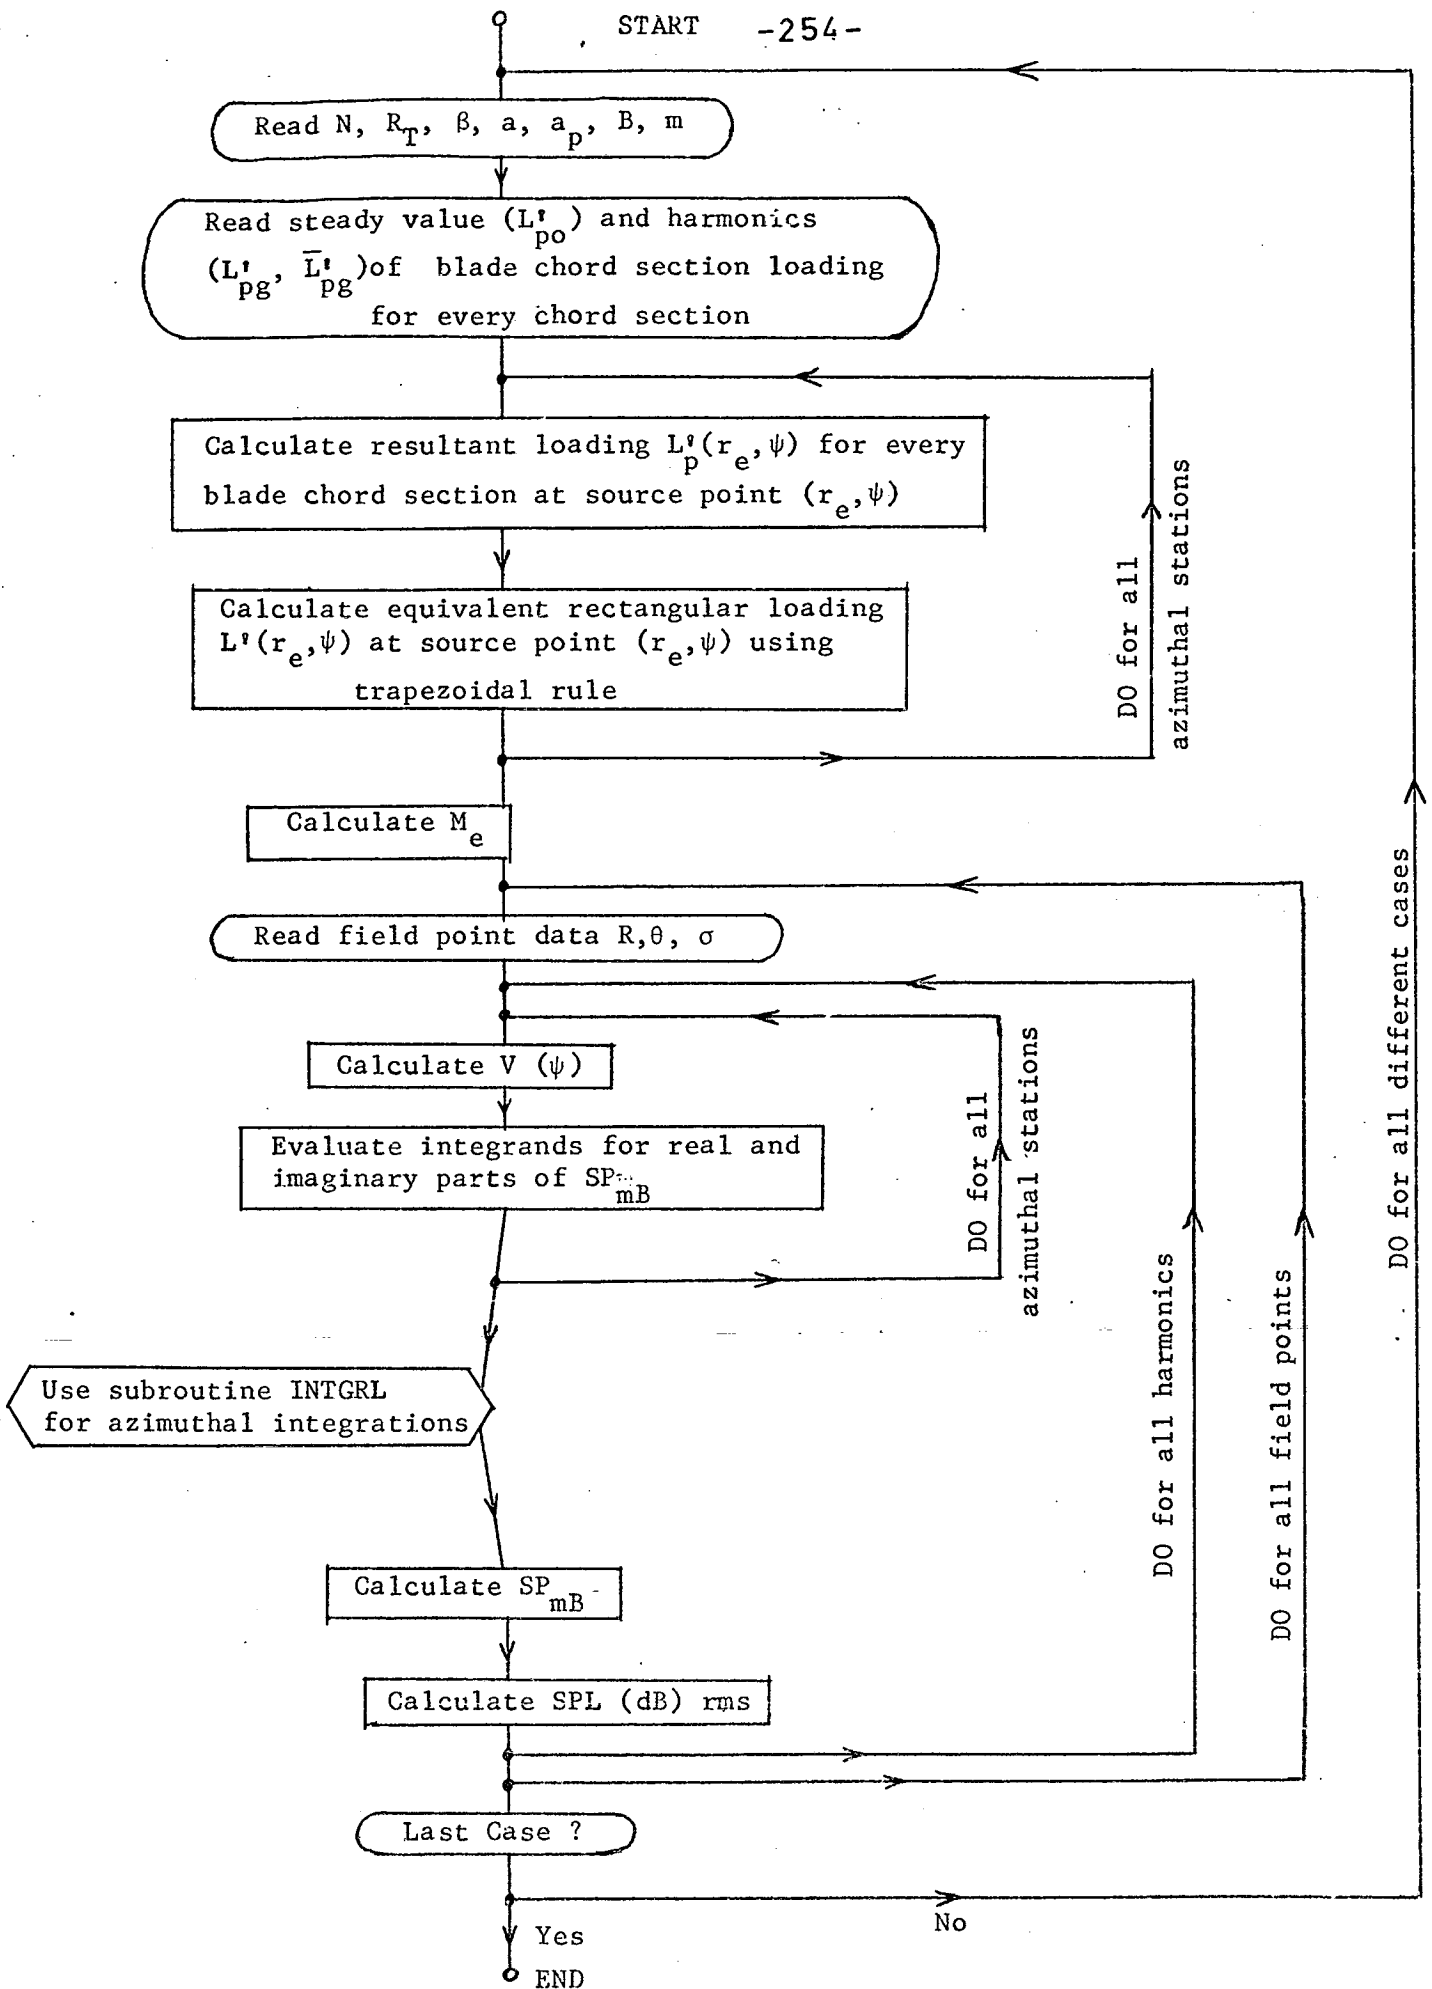 START -254-
Read N, R_T, β, a, a_p, B, m
Read steady value (L'_po) and harmonics
(L'_pg, L̄'_pg)of blade chord section loading
for every chord section
Calculate resultant loading L'_p(r_e,ψ) for every
blade chord section at source point (r_e,ψ)
Calculate equivalent rectangular loading
L'(r_e,ψ) at source point (r_e,ψ) using
trapezoidal rule
DO for all
azimuthal stations
Calculate M_e
Read field point data R,θ, σ
Calculate V (ψ)
Evaluate integrands for real and
imaginary parts of SP_mB
DO for all
azimuthal stations
Use subroutine INTGRL
for azimuthal integrations
Calculate SP_mB
Calculate SPL (dB) rms
DO for all harmonics
DO for all field points
DO for all different cases
Last Case ?
No
Yes
END